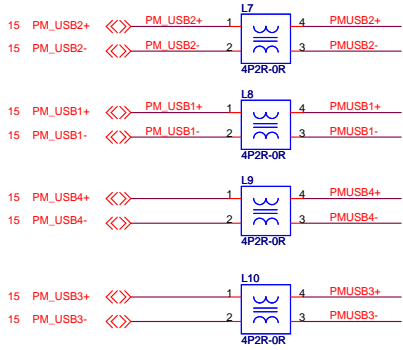 L7
15 PM_USB2+ PM_USB2+ 1 4 PMUSB2+
15 PM_USB2- PM_USB2- 2 3 PMUSB2-
4P2R-0R
L8
15 PM_USB1+ PM_USB1+ 1 4 PMUSB1+
15 PM_USB1- PM_USB1- 2 3 PMUSB1-
4P2R-0R
L9
15 PM_USB4+ 1 4 PMUSB4+
15 PM_USB4- 2 3 PMUSB4-
4P2R-0R
L10
15 PM_USB3+ 1 4 PMUSB3+
15 PM_USB3- 2 3 PMUSB3-
4P2R-0R